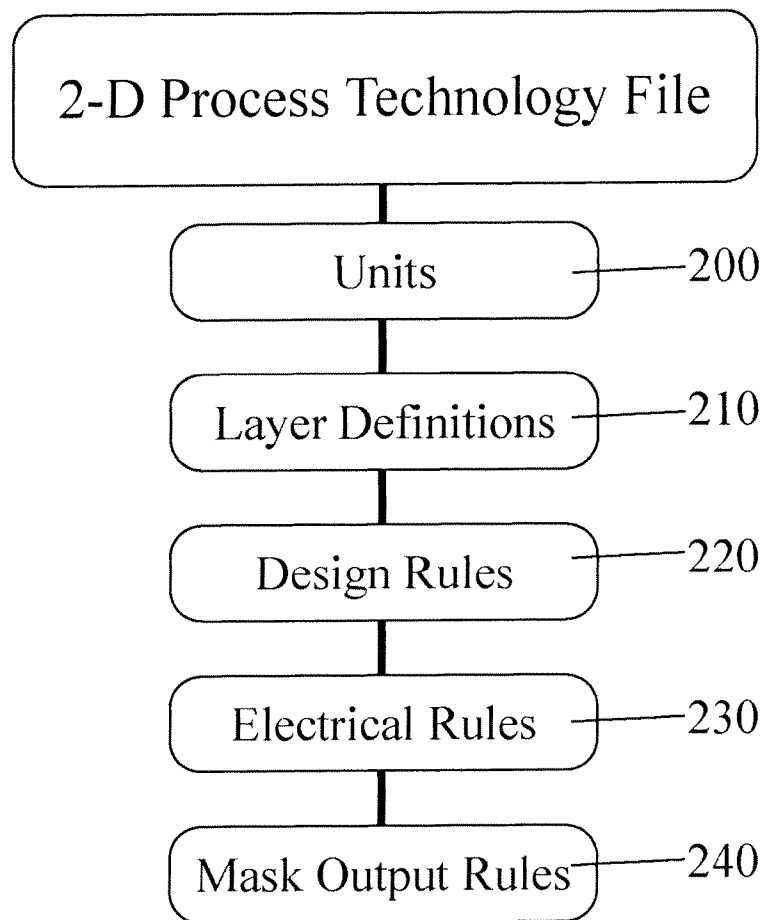 2-D Process Technology File
Units
200
Layer Definitions
210
Design Rules
220
Electrical Rules
230
Mask Output Rules
240